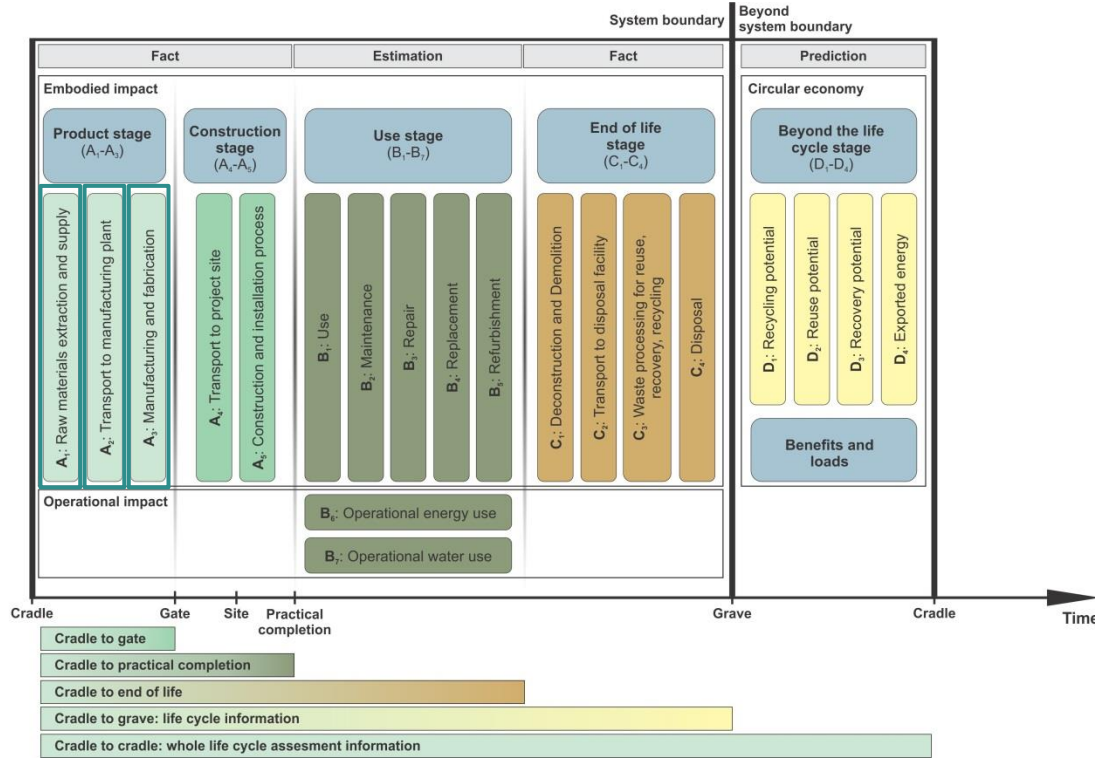 System boundary
Beyond
system boundary
Fact
Estimation
Fact
Prediction
Embodied impact
Circular economy
Product stage
(A₁-A₃)
Construction
stage
(A₄-A₅)
Use stage
(B₁-B₇)
End of life
stage
(C₁-C₄)
Beyond the life
cycle stage
(D₁-D₄)
A₁: Raw materials extraction and supply
A₂: Transport to manufacturing plant
A₃: Manufacturing and fabrication
A₄: Transport to project site
A₅: Construction and installation process
B₁: Use
B₂: Maintenance
B₃: Repair
B₄: Replacement
B₅: Refurbishment
C₁: Deconstruction and Demolition
C₂: Transport to disposal facility
C₃: Waste processing for reuse,
recovery, recycling
C₄: Disposal
D₁: Recycling potential
D₂: Reuse potential
D₃: Recovery potential
D₄: Exported energy
Benefits and
loads
Operational impact
B₆: Operational energy use
B₇: Operational water use
Cradle
Gate
Site
Practical
completion
Grave
Cradle
Time
Cradle to gate
Cradle to practical completion
Cradle to end of life
Cradle to grave: life cycle information
Cradle to cradle: whole life cycle assesment information